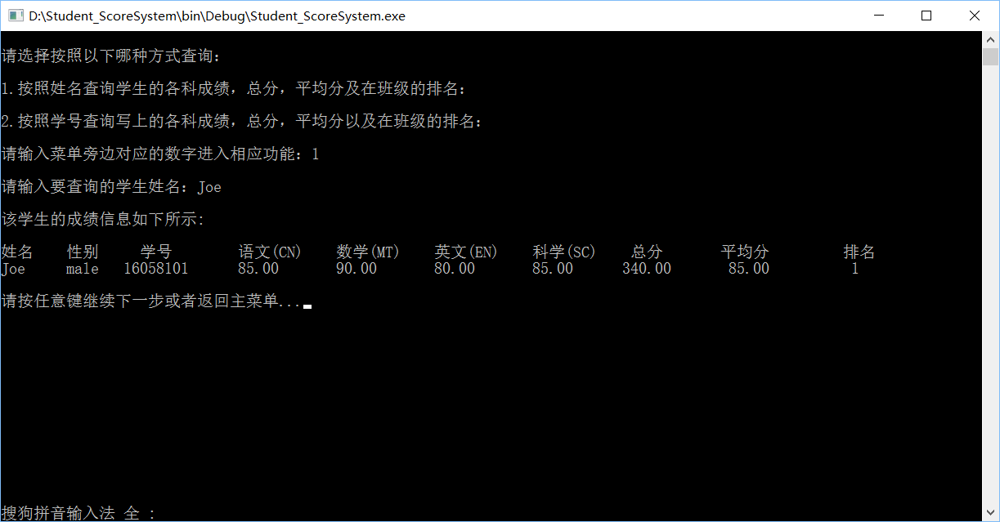 D:\Student_ScoreSystem\bin\Debug\Student_ScoreSystem.exe
请选择按照以下哪种方式查询:
1.按照姓名查询学生的各科成绩，总分，平均分及在班级的排名:
2.按照学号查询写上的各科成绩，总分，平均分以及在班级的排名:
请输入菜单旁边对应的数字进入相应功能：1
请输入要查询的学生姓名：Joe
该学生的成绩信息如下所示:
姓名 性别 学号 语文(CN) 数学(MT) 英文(EN) 科学(SC) 总分 平均分 排名
Joe male 16058101 85.00 90.00 80.00 85.00 340.00 85.00 1
请按任意键继续下一步或者返回主菜单...
搜狗拼音输入法 全 :